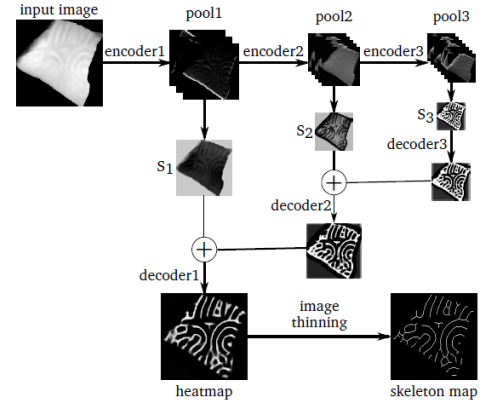 input image
pool1
pool2
pool3
encoder1
encoder2
encoder3
S1
S2
S3
decoder3
decoder2
decoder1
image
thinning
heatmap
skeleton map